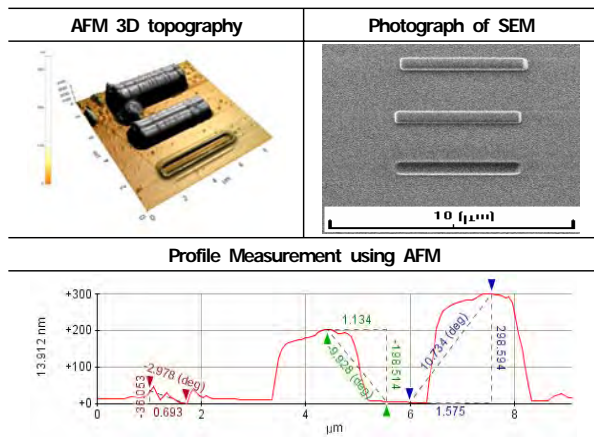 AFM 3D topography
Photograph of SEM
10 [µm]
Profile Measurement using AFM
13.912 nm
+300
+200
+100
+0
-36.053
-2.978 (deg)
0.693
1.134
-9.928 (deg)
-198.514
10.734 (deg)
298.594
1.575
0
2
4
6
8
µm